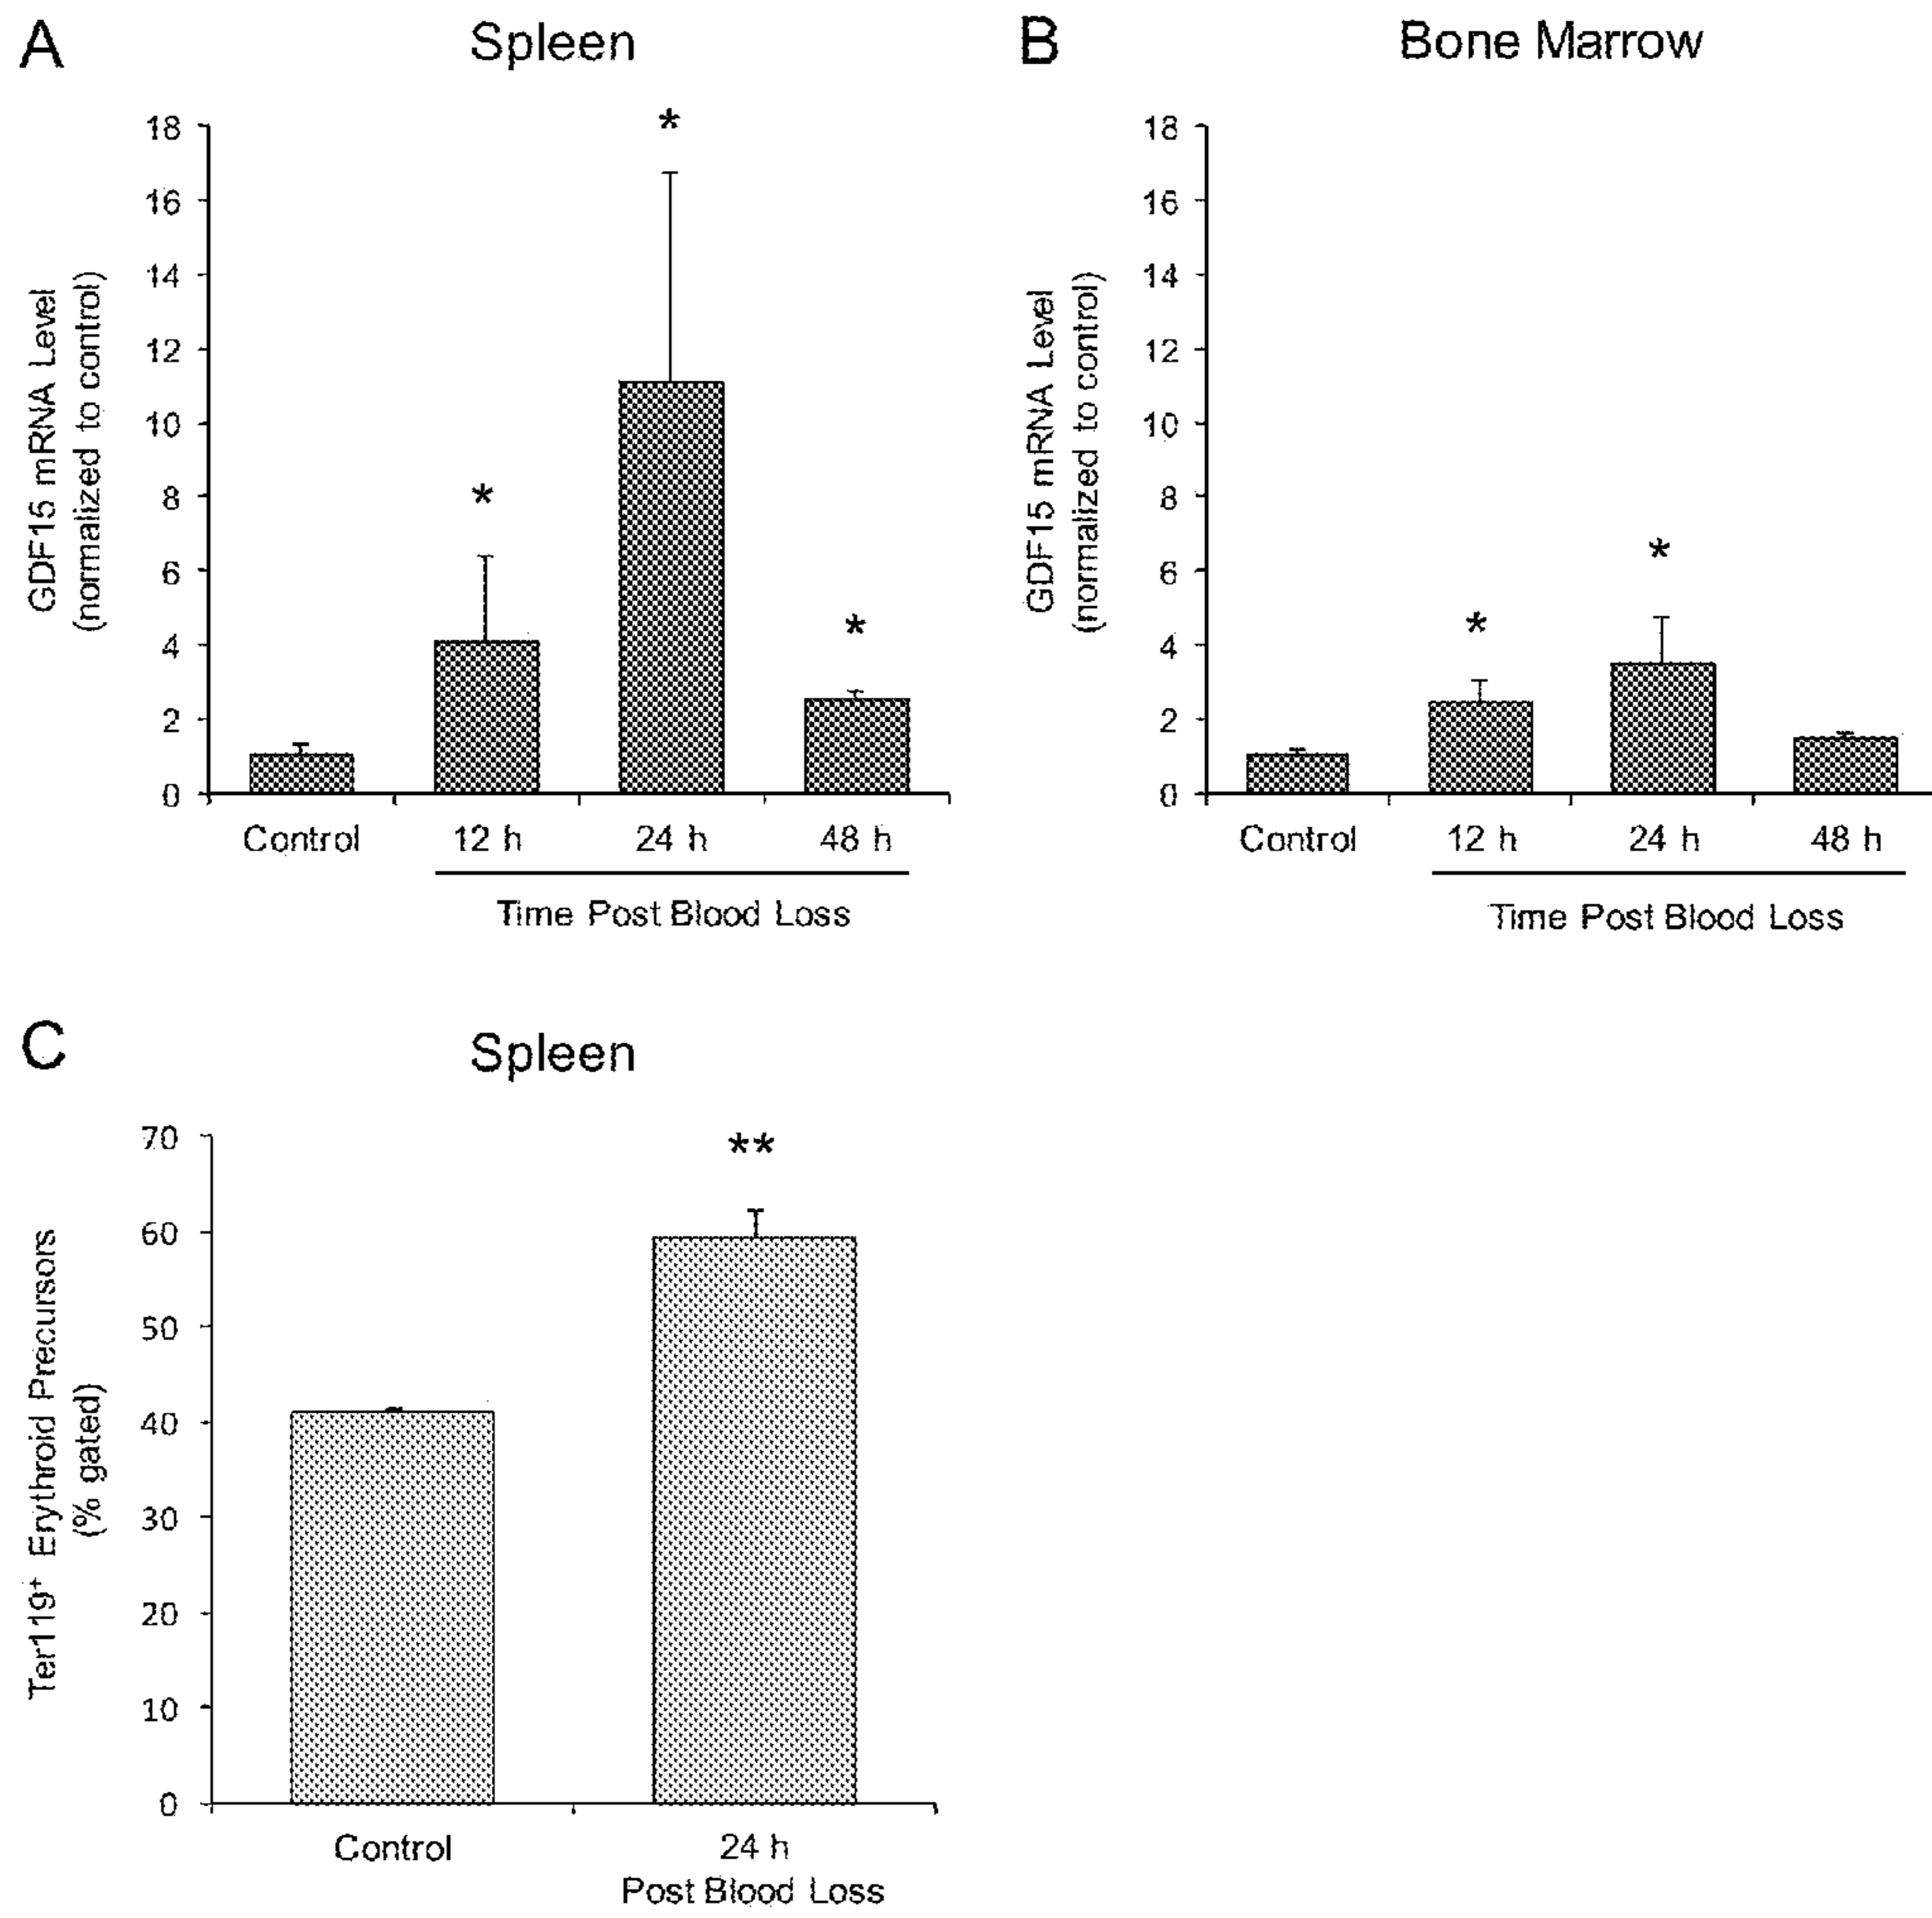 A
Spleen
18
16
14
12
10
8
6
4
2
0
GDF15 mRNA Level
(normalized to control)
*
*
*
Control
12 h
24 h
48 h
Time Post Blood Loss
B
Bone Marrow
18
16
14
12
10
8
6
4
2
0
GDF15 mRNA Level
(normalized to control)
*
*
Control
12 h
24 h
48 h
Time Post Blood Loss
C
Spleen
70
60
50
40
30
20
10
0
Ter119⁺ Erythroid Precursors
(% gated)
**
Control
24 h
Post Blood Loss